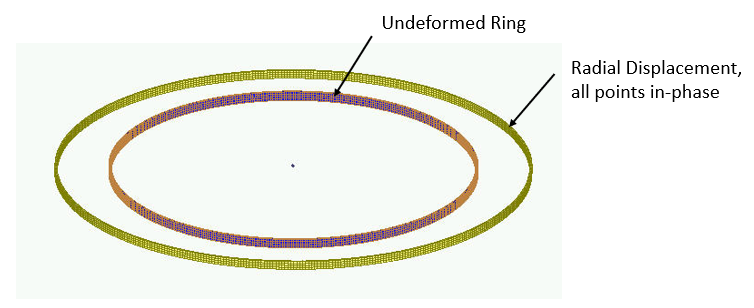 Undeformed Ring
Radial Displacement,
all points in-phase